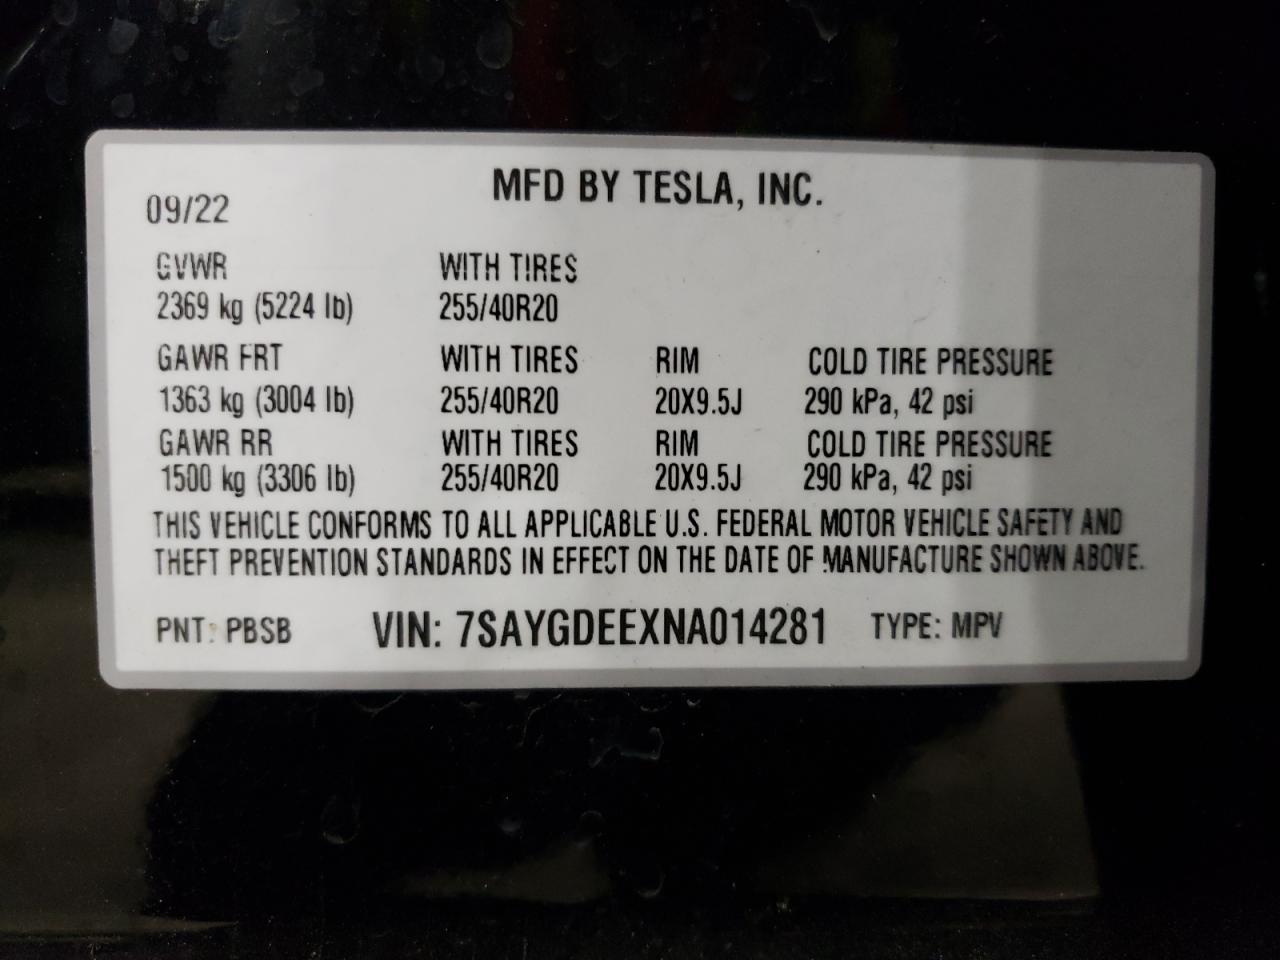 MFD BY TESLA, INC.
09/22
GVWR WITH TIRES
2369 kg (5224 lb) 255/40R20
GAWR FRT WITH TIRES RIM COLD TIRE PRESSURE
1363 kg (3004 lb) 255/40R20 20X9.5J 290 kPa, 42 psi
GAWR RR WITH TIRES RIM COLD TIRE PRESSURE
1500 kg (3306 lb) 255/40R20 20X9.5J 290 kPa, 42 psi
THIS VEHICLE CONFORMS TO ALL APPLICABLE U.S. FEDERAL MOTOR VEHICLE SAFETY AND
THEFT PREVENTION STANDARDS IN EFFECT ON THE DATE OF MANUFACTURE SHOWN ABOVE.
PNT: PBSB VIN: 7SAYGDEEXNA014281 TYPE: MPV